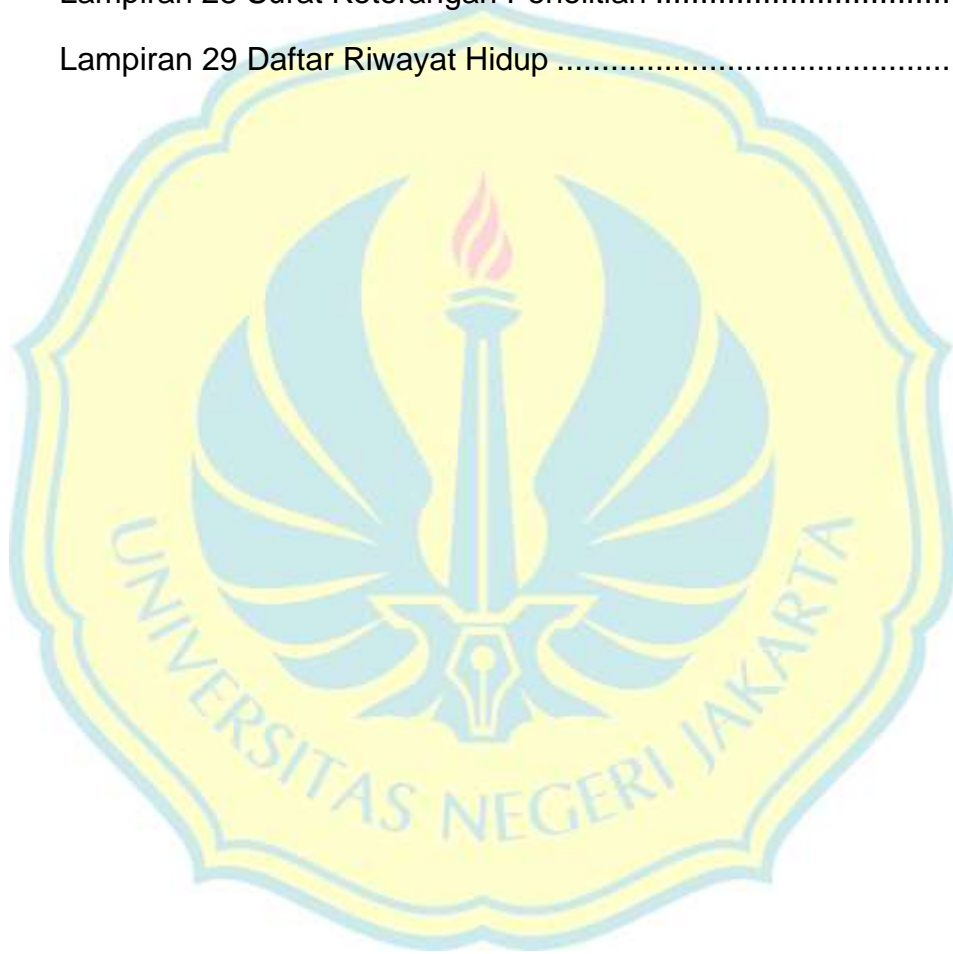 Lampiran 28 Surat Keterangan Penelitian ................................
Lampiran 29 Daftar Riwayat Hidup ..........................................
UNIVERSITAS NEGERI JAKARTA